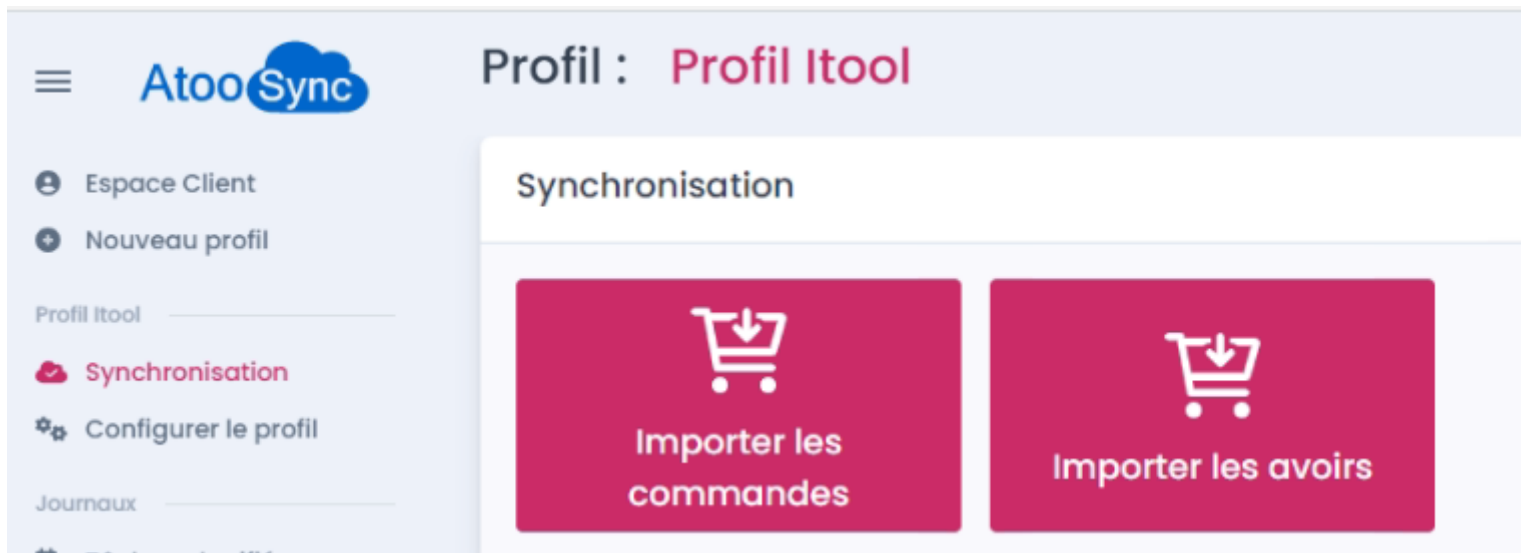 AtooSync
Profil : Profil Itool
Espace Client
Nouveau profil
Profil Itool
Synchronisation
Configurer le profil
Journaux
Synchronisation
Importer les
commandes
Importer les avoirs